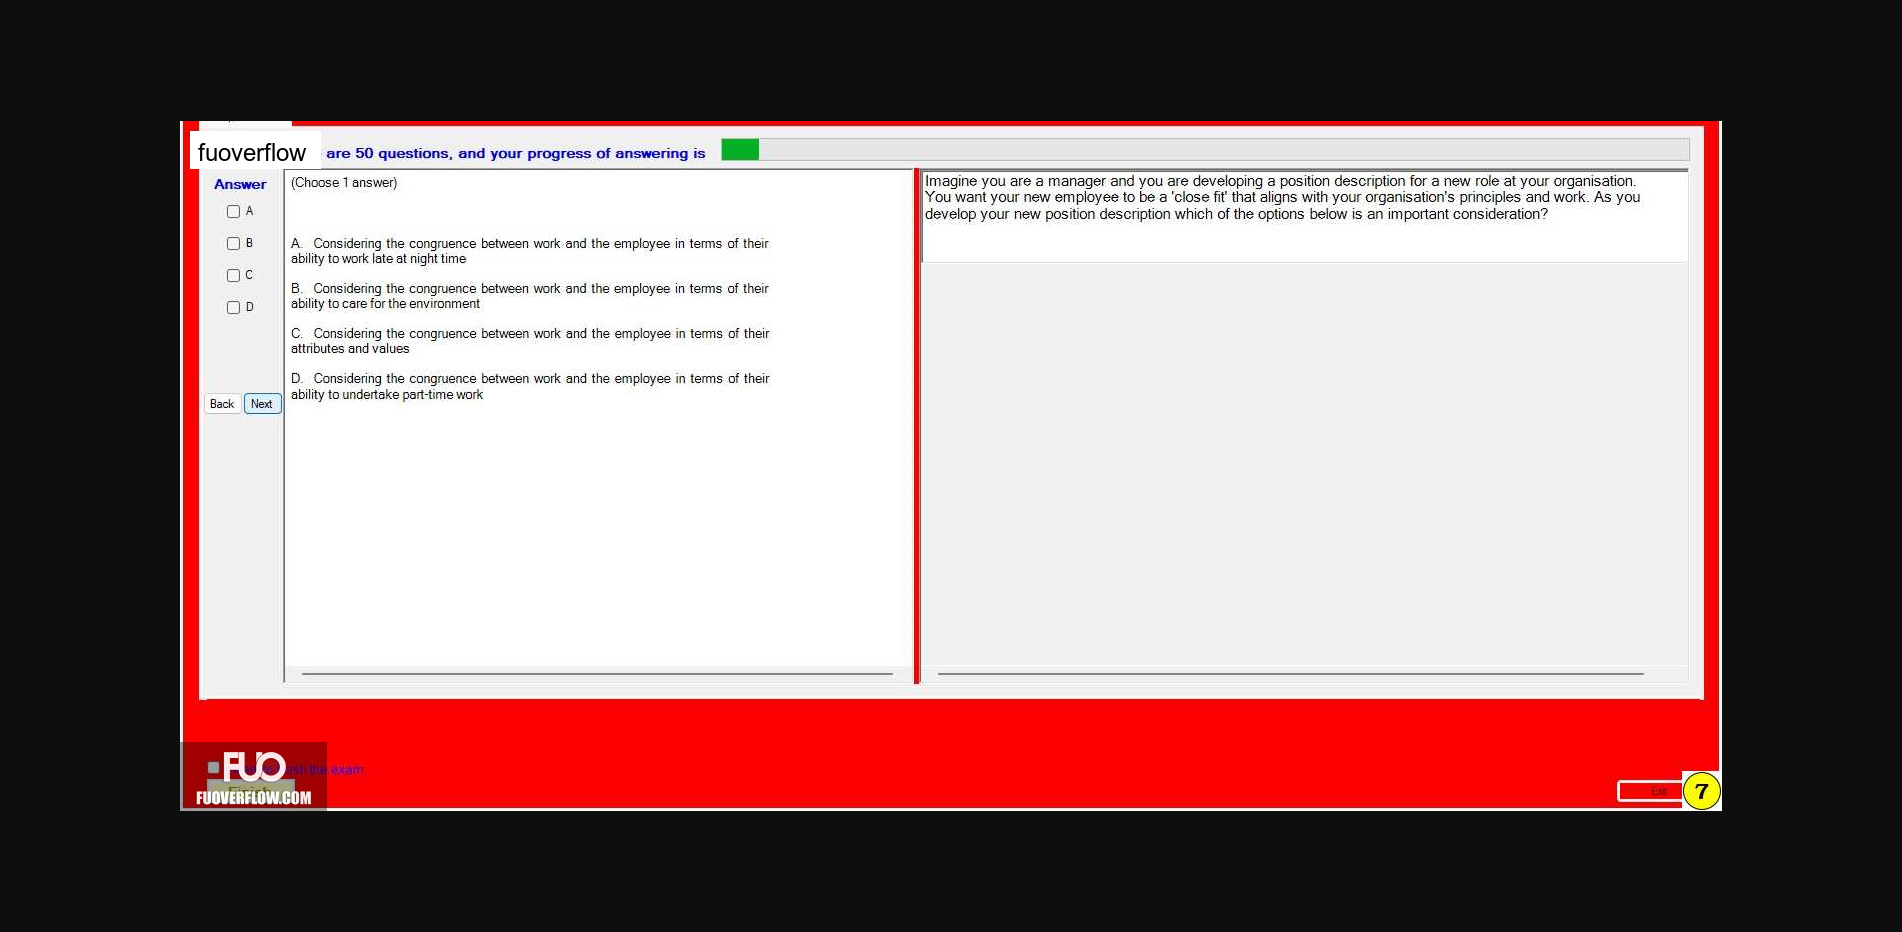 fuoverflow
are 50 questions, and your progress of answering is
Answer
A
B
C
D
Back
Next
(Choose 1 answer)
A. Considering the congruence between work and the employee in terms of their
ability to work late at night time
B. Considering the congruence between work and the employee in terms of their
ability to care for the environment
C. Considering the congruence between work and the employee in terms of their
attributes and values
D. Considering the congruence between work and the employee in terms of their
ability to undertake part-time work
Imagine you are a manager and you are developing a position description for a new role at your organisation.
You want your new employee to be a 'close fit' that aligns with your organisation's principles and work. As you
develop your new position description which of the options below is an important consideration?
FUO
the exam
Finish
FUOVERFLOW.COM
Exit
7